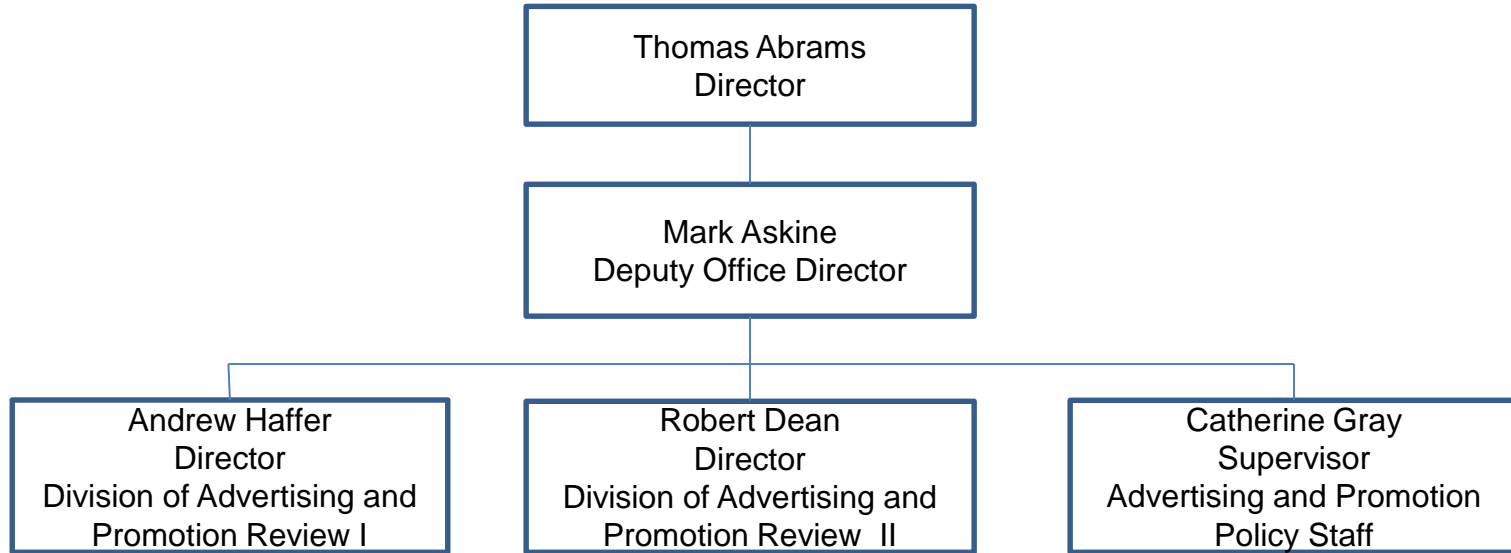 Thomas Abrams
Director
Mark Askine
Deputy Office Director
Andrew Haffer
Director
Division of Advertising and
Promotion Review I
Robert Dean
Director
Division of Advertising and
Promotion Review  II
Catherine Gray
Supervisor
Advertising and Promotion
Policy Staff